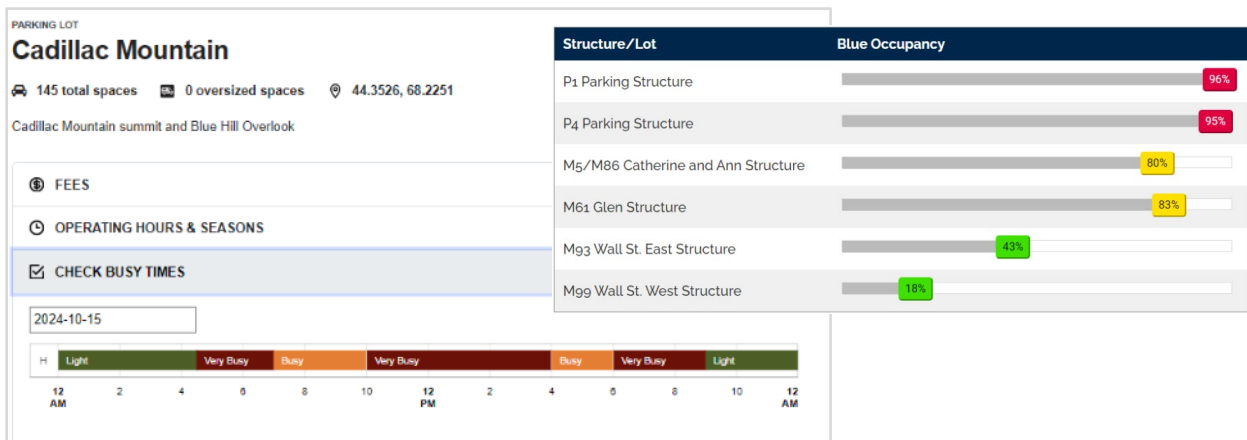 PARKING LOT
Cadillac Mountain
145 total spaces 0 oversized spaces 44.3526, 68.2251
Cadillac Mountain summit and Blue Hill Overlook
FEES
OPERATING HOURS & SEASONS
CHECK BUSY TIMES
2024-10-15
H Light Very Busy Busy Very Busy Busy Very Busy Light
12 AM 2 4 6 8 10 12 PM 2 4 6 8 10 12 AM
Structure/Lot Blue Occupancy
P1 Parking Structure 96%
P4 Parking Structure 95%
M5/M86 Catherine and Ann Structure 80%
M61 Glen Structure 83%
M93 Wall St. East Structure 43%
M99 Wall St. West Structure 18%